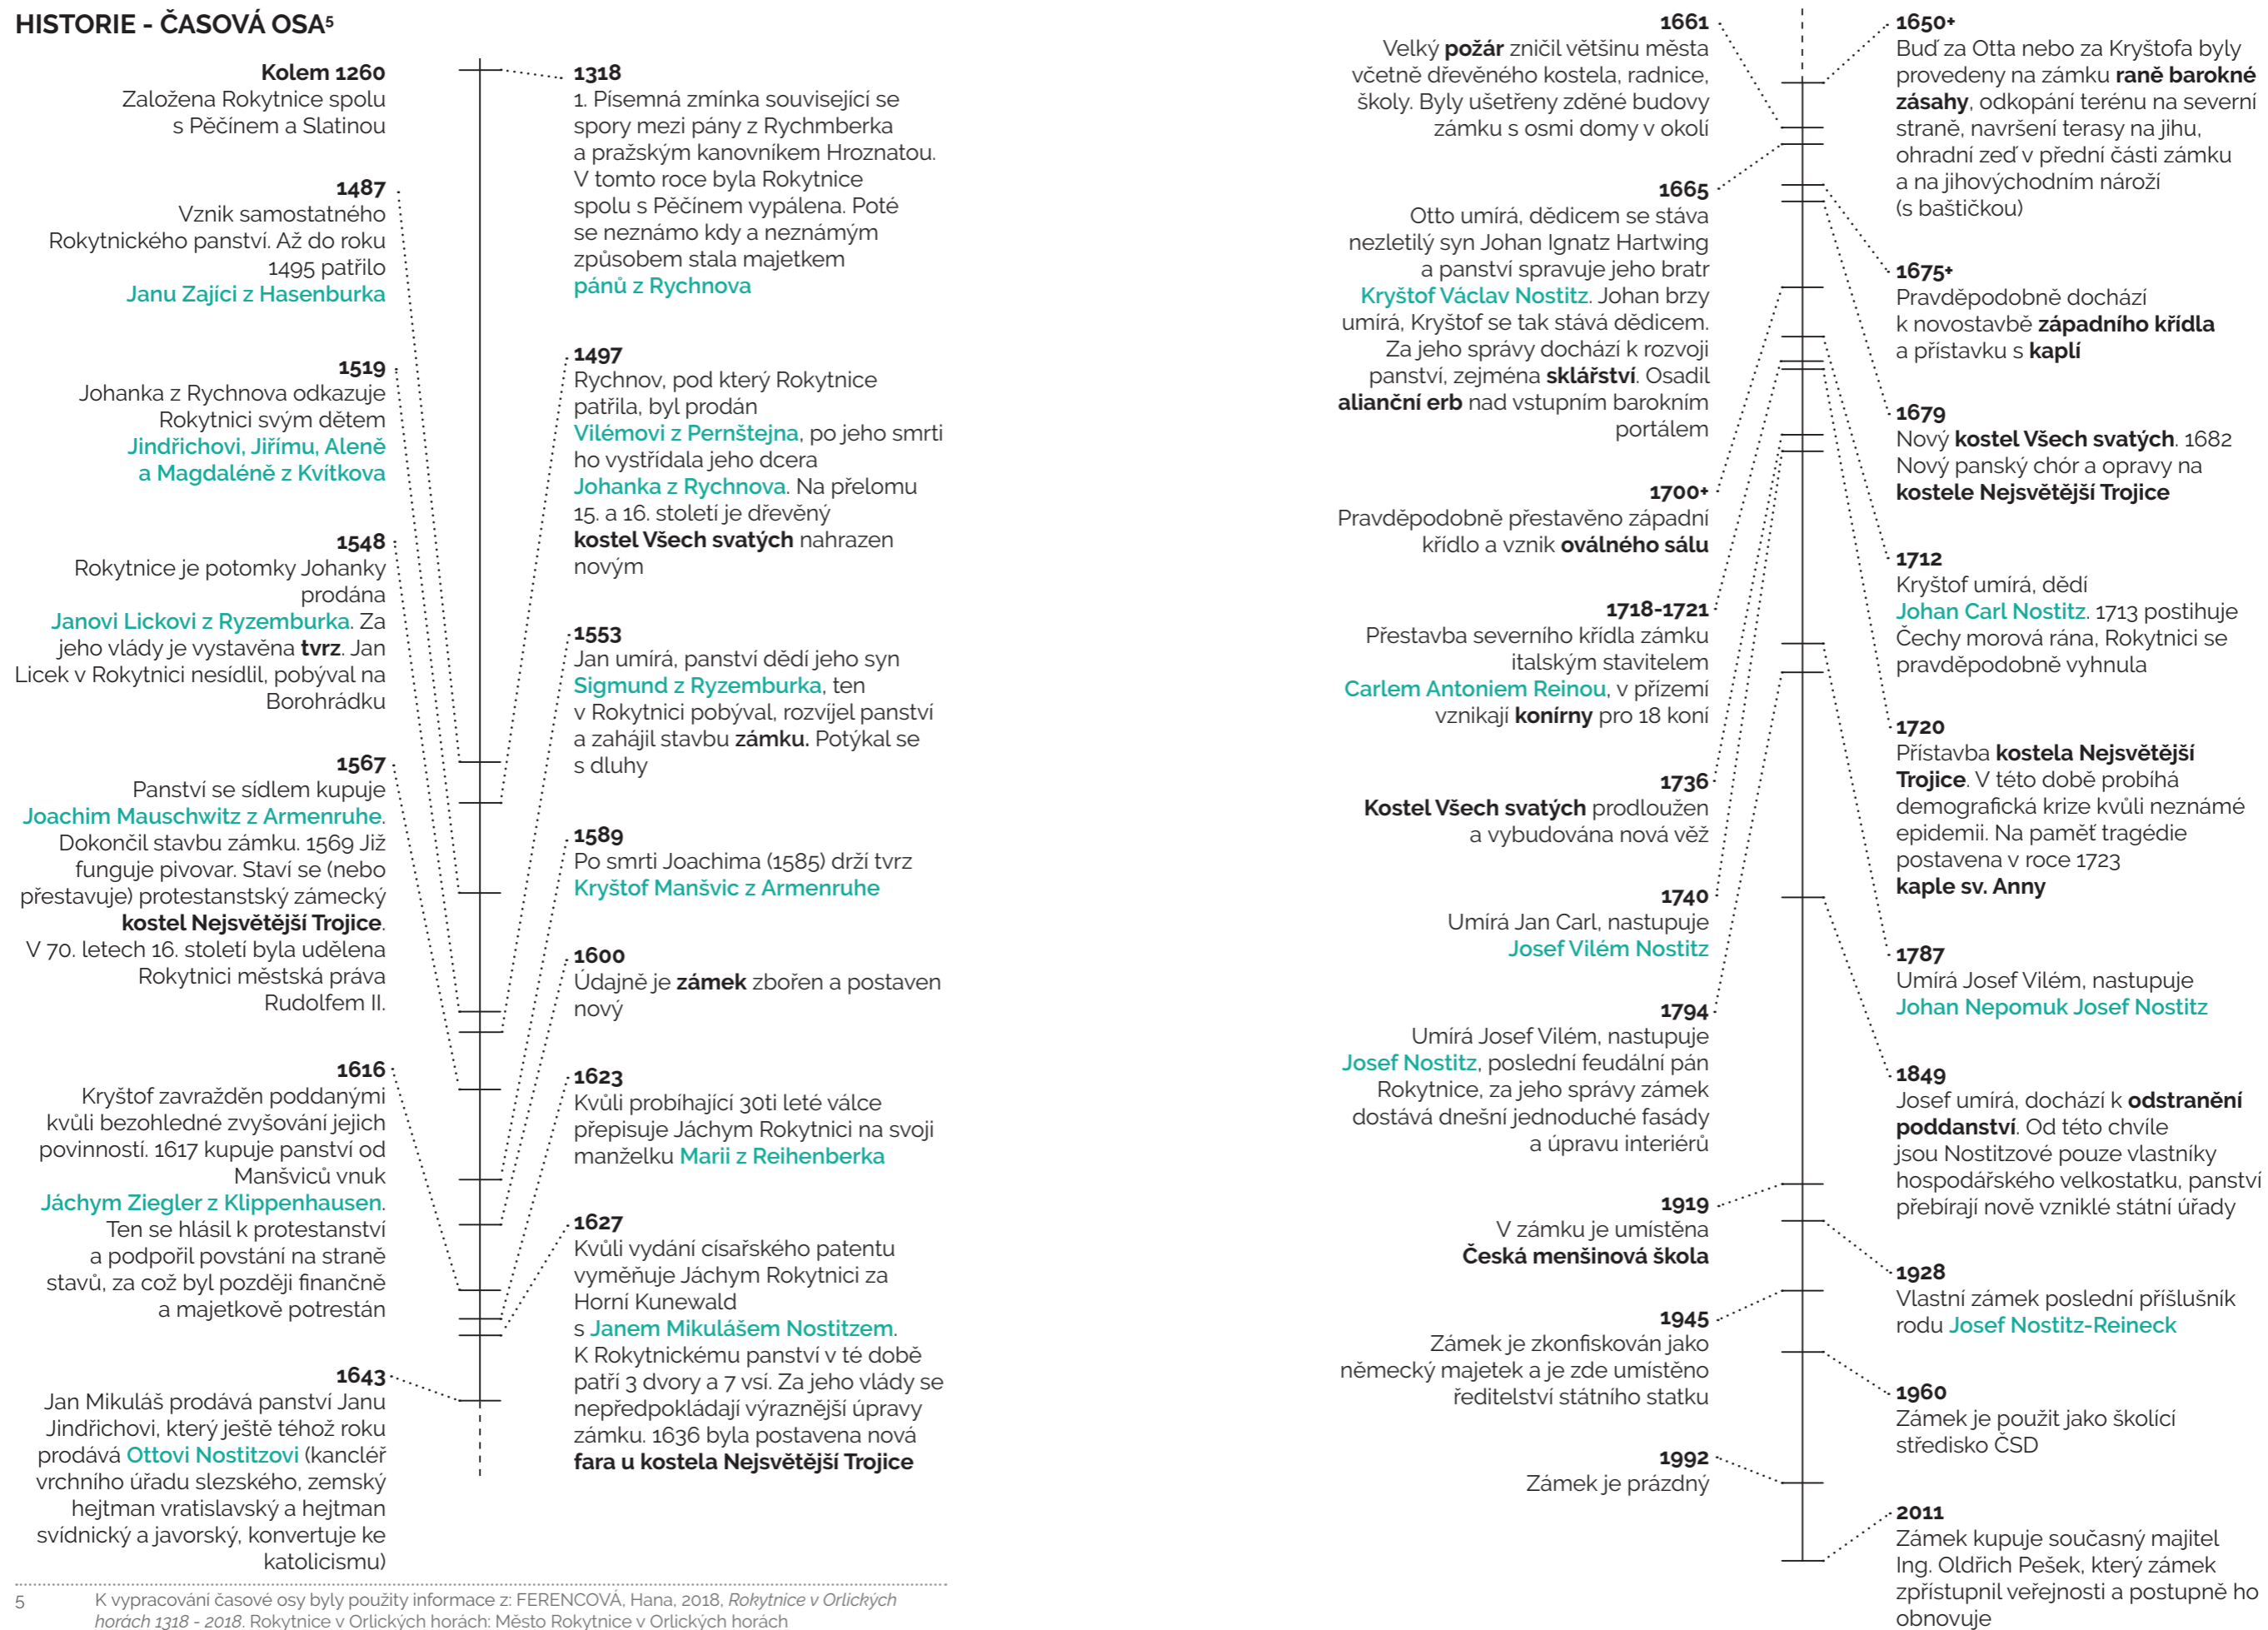 HISTORIE - ČASOVÁ OSA⁵
Kolem 1260
Založena Rokytnice spolu
s Pěčínem a Slatinou
1487
Vznik samostatného
Rokytnického panství. Až do roku
1495 patřilo
Janu Zajíci z Hasenburka
1519
Johanka z Rychnova odkazuje
Rokytnici svým dětem
Jindřichovi, Jiřímu, Aleně
a Magdaléně z Kvítkova
1548
Rokytnice je potomky Johanky
prodána
Janovi Lickovi z Ryzemburka. Za
jeho vlády je vystavěna tvrz. Jan
Licek v Rokytnici nesídlil, pobýval na
Borohrádku
1567
Panství se sídlem kupuje
Joachim Mauschwitz z Armenruhe.
Dokončil stavbu zámku. 1569 Již
funguje pivovar. Staví se (nebo
přestavuje) protestanstský zámecký
kostel Nejsvětější Trojice.
V 70. letech 16. století byla udělena
Rokytnici městská práva
Rudolfem II.
1616
Kryštof zavražděn poddanými
kvůli bezohledné zvyšování jejich
povinností. 1617 kupuje panství od
Manšviců vnuk
Jáchym Ziegler z Klippenhausen.
Ten se hlásil k protestanství
a podpořil povstání na straně
stavů, za což byl později finančně
a majetkově potrestán
1643
Jan Mikuláš prodává panství Janu
Jindřichovi, který ještě téhož roku
prodává Ottovi Nostitzovi (kancléř
vrchního úřadu slezského, zemský
hejtman vratislavský a hejtman
svídnický a javorský, konvertuje ke
katolicismu)
1318
1. Písemná zmínka související se
spory mezi pány z Rychmberka
a pražským kanovníkem Hroznatou.
V tomto roce byla Rokytnice
spolu s Pěčínem vypálena. Poté
se neznámo kdy a neznámým
způsobem stala majetkem
pánů z Rychnova
1497
Rychnov, pod který Rokytnice
patřila, byl prodán
Vilémovi z Pernštejna, po jeho smrti
ho vystřídala jeho dcera
Johanka z Rychnova. Na přelomu
15. a 16. století je dřevěný
kostel Všech svatých nahrazen
novým
1553
Jan umírá, panství dědí jeho syn
Sigmund z Ryzemburka, ten
v Rokytnici pobýval, rozvíjel panství
a zahájil stavbu zámku. Potýkal se
s dluhy
1589
Po smrti Joachima (1585) drží tvrz
Kryštof Manšvic z Armenruhe
1600
Údajně je zámek zbořen a postaven
nový
1623
Kvůli probíhající 30ti leté válce
přepisuje Jáchym Rokytnici na svoji
manželku Marii z Reihenberka
1627
Kvůli vydání císařského patentu
vyměňuje Jáchym Rokytnici za
Horní Kunewald
s Janem Mikulášem Nostitzem.
K Rokytnickému panství v té době
patří 3 dvory a 7 vsí. Za jeho vlády se
nepředpokládají výraznější úpravy
zámku. 1636 byla postavena nová
fara u kostela Nejsvětější Trojice
5 K vypracování časové osy byly použity informace z: FERENCOVÁ, Hana, 2018, Rokytnice v Orlických
horách 1318 - 2018. Rokytnice v Orlických horách: Město Rokytnice v Orlických horách
1661
Velký požár zničil většinu města
včetně dřevěného kostela, radnice,
školy. Byly ušetřeny zděné budovy
zámku s osmi domy v okolí
1665
Otto umírá, dědicem se stáva
nezletilý syn Johan Ignatz Hartwing
a panství spravuje jeho bratr
Kryštof Václav Nostitz. Johan brzy
umírá, Kryštof se tak stává dědicem.
Za jeho správy dochází k rozvoji
panství, zejména sklářství. Osadil
alianční erb nad vstupním barokním
portálem
1700+
Pravděpodobně přestavěno západní
křídlo a vznik oválného sálu
1718-1721
Přestavba severního křídla zámku
italským stavitelem
Carlem Antoniem Reinou, v přízemí
vznikají konírny pro 18 koní
1736
Kostel Všech svatých prodloužen
a vybudována nová věž
1740
Umírá Jan Carl, nastupuje
Josef Vilém Nostitz
1794
Umírá Josef Vilém, nastupuje
Josef Nostitz, poslední feudální pán
Rokytnice, za jeho správy zámek
dostává dnešní jednoduché fasády
a úpravu interiérů
1919
V zámku je umístěna
Česká menšinová škola
1945
Zámek je zkonfiskován jako
německý majetek a je zde umístěno
ředitelství státního statku
1992
Zámek je prázdný
1650+
Buď za Otta nebo za Kryštofa byly
provedeny na zámku raně barokné
zásahy, odkopání terénu na severní
straně, navršení terasy na jihu,
ohradní zeď v přední části zámku
a na jihovýchodním nároží
(s baštičkou)
1675+
Pravděpodobně dochází
k novostavbě západního křídla
a přístavku s kaplí
1679
Nový kostel Všech svatých. 1682
Nový panský chór a opravy na
kostele Nejsvětější Trojice
1712
Kryštof umírá, dědí
Johan Carl Nostitz. 1713 postihuje
Čechy morová rána, Rokytnici se
pravděpodobně vyhnula
1720
Přístavba kostela Nejsvětější
Trojice. V této době probíhá
demografická krize kvůli neznámé
epidemii. Na paměť tragédie
postavena v roce 1723
kaple sv. Anny
1787
Umírá Josef Vilém, nastupuje
Johan Nepomuk Josef Nostitz
1849
Josef umírá, dochází k odstranění
poddanství. Od této chvíle
jsou Nostitzové pouze vlastníky
hospodářského velkostatku, panství
přebírají nově vzniklé státní úřady
1928
Vlastní zámek poslední příšlušník
rodu Josef Nostitz-Reineck
1960
Zámek je použit jako školící
středisko ČSD
2011
Zámek kupuje současný majitel
Ing. Oldřich Pešek, který zámek
zpřístupnil veřejnosti a postupně ho
obnovuje